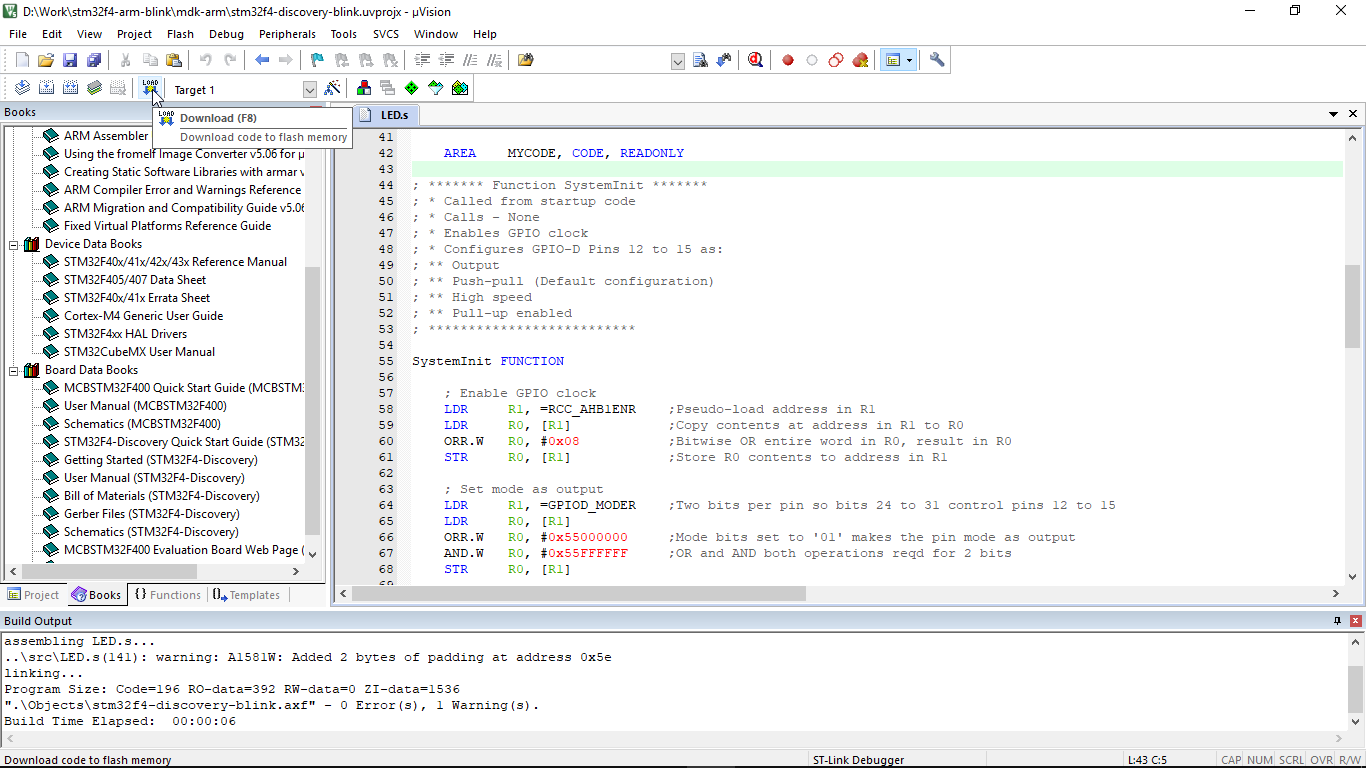 D:\Work\stm32f4-arm-blink\mdk-arm\stm32f4-discovery-blink.uvprojx - µVision
File Edit View Project Flash Debug Peripherals Tools SVCS Window Help
LOAD Target 1
Books
LOAD Download (F8)
Download code to flash memory
ARM Assembler
Using the fromelf Image Converter v5.06 for µ
Creating Static Software Libraries with armar v
ARM Compiler Error and Warnings Reference
ARM Migration and Compatibility Guide v5.06
Fixed Virtual Platforms Reference Guide
Device Data Books
STM32F40x/41x/42x/43x Reference Manual
STM32F405/407 Data Sheet
STM32F40x/41x Errata Sheet
Cortex-M4 Generic User Guide
STM32F4xx HAL Drivers
STM32CubeMX User Manual
Board Data Books
MCBSTM32F400 Quick Start Guide (MCBSTM
User Manual (MCBSTM32F400)
Schematics (MCBSTM32F400)
STM32F4-Discovery Quick Start Guide (STM32
Getting Started (STM32F4-Discovery)
User Manual (STM32F4-Discovery)
Bill of Materials (STM32F4-Discovery)
Gerber Files (STM32F4-Discovery)
Schematics (STM32F4-Discovery)
MCBSTM32F400 Evaluation Board Web Page (
Project Books {} Functions 0 Templates
LED.s
41
42 AREA MYCODE, CODE, READONLY
43
44 ; ******* Function SystemInit *******
45 ; * Called from startup code
46 ; * Calls - None
47 ; * Enables GPIO clock
48 ; * Configures GPIO-D Pins 12 to 15 as:
49 ; ** Output
50 ; ** Push-pull (Default configuration)
51 ; ** High speed
52 ; ** Pull-up enabled
53 ; **************************
54
55 SystemInit FUNCTION
56
57 ; Enable GPIO clock
58 LDR R1, =RCC_AHB1ENR ;Pseudo-load address in R1
59 LDR R0, [R1] ;Copy contents at address in R1 to R0
60 ORR.W R0, #0x08 ;Bitwise OR entire word in R0, result in R0
61 STR R0, [R1] ;Store R0 contents to address in R1
62
63 ; Set mode as output
64 LDR R1, =GPIOD_MODER ;Two bits per pin so bits 24 to 31 control pins 12 to 15
65 LDR R0, [R1]
66 ORR.W R0, #0x55000000 ;Mode bits set to '01' makes the pin mode as output
67 AND.W R0, #0x55FFFFFF ;OR and AND both operations reqd for 2 bits
68 STR R0, [R1]
69
Build Output
assembling LED.s...
..\src\LED.s(141): warning: A1581W: Added 2 bytes of padding at address 0x5e
linking...
Program Size: Code=196 RO-data=392 RW-data=0 ZI-data=1536
".\Objects\stm32f4-discovery-blink.axf" - 0 Error(s), 1 Warning(s).
Build Time Elapsed: 00:00:06
Download code to flash memory ST-Link Debugger L:43 C:5 CAP NUM SCRL OVR R/W